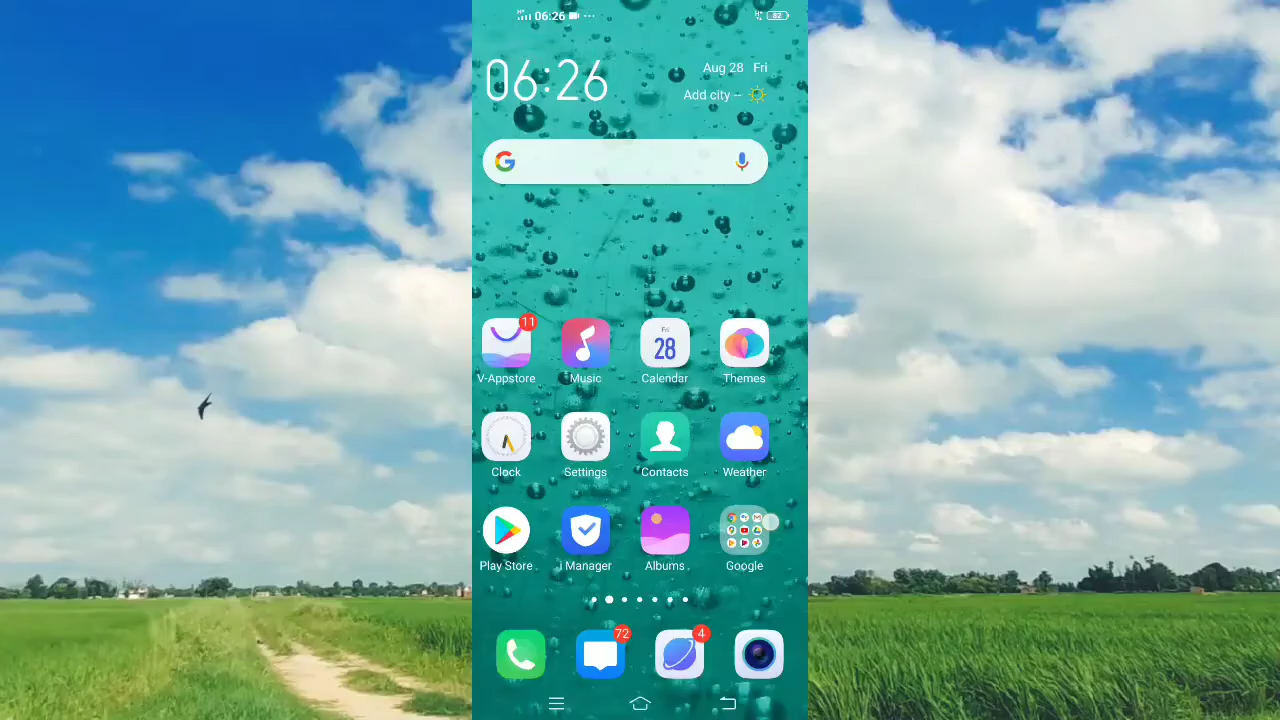 06:26 ... 82
06:26
Aug 28 Fri
Add city --
11
Fri
28
V-Appstore Music Calendar Themes
Clock Settings Contacts Weather
Play Store i Manager Albums Google
72 4